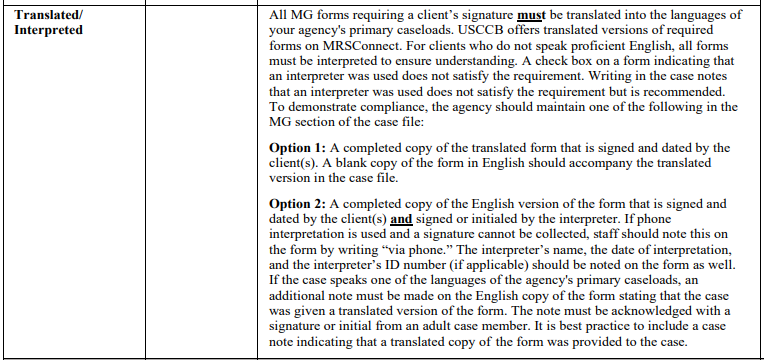 Translated/
Interpreted
All MG forms requiring a client's signature must be translated into the languages of
your agency's primary caseloads. USCCB offers translated versions of required
forms on MRSConnect. For clients who do not speak proficient English, all forms
must be interpreted to ensure understanding. A check box on a form indicating that
an interpreter was used does not satisfy the requirement. Writing in the case notes
that an interpreter was used does not satisfy the requirement but is recommended.
To demonstrate compliance, the agency should maintain one of the following in the
MG section of the case file:
Option 1: A completed copy of the translated form that is signed and dated by the
client(s). A blank copy of the form in English should accompany the translated
version in the case file.
Option 2: A completed copy of the English version of the form that is signed and
dated by the client(s) and signed or initialed by the interpreter. If phone
interpretation is used and a signature cannot be collected, staff should note this on
the form by writing “via phone.” The interpreter's name, the date of interpretation,
and the interpreter's ID number (if applicable) should be noted on the form as well.
If the case speaks one of the languages of the agency's primary caseloads, an
additional note must be made on the English copy of the form stating that the case
was given a translated version of the form. The note must be acknowledged with a
signature or initial from an adult case member. It is best practice to include a case
note indicating that a translated copy of the form was provided to the case.